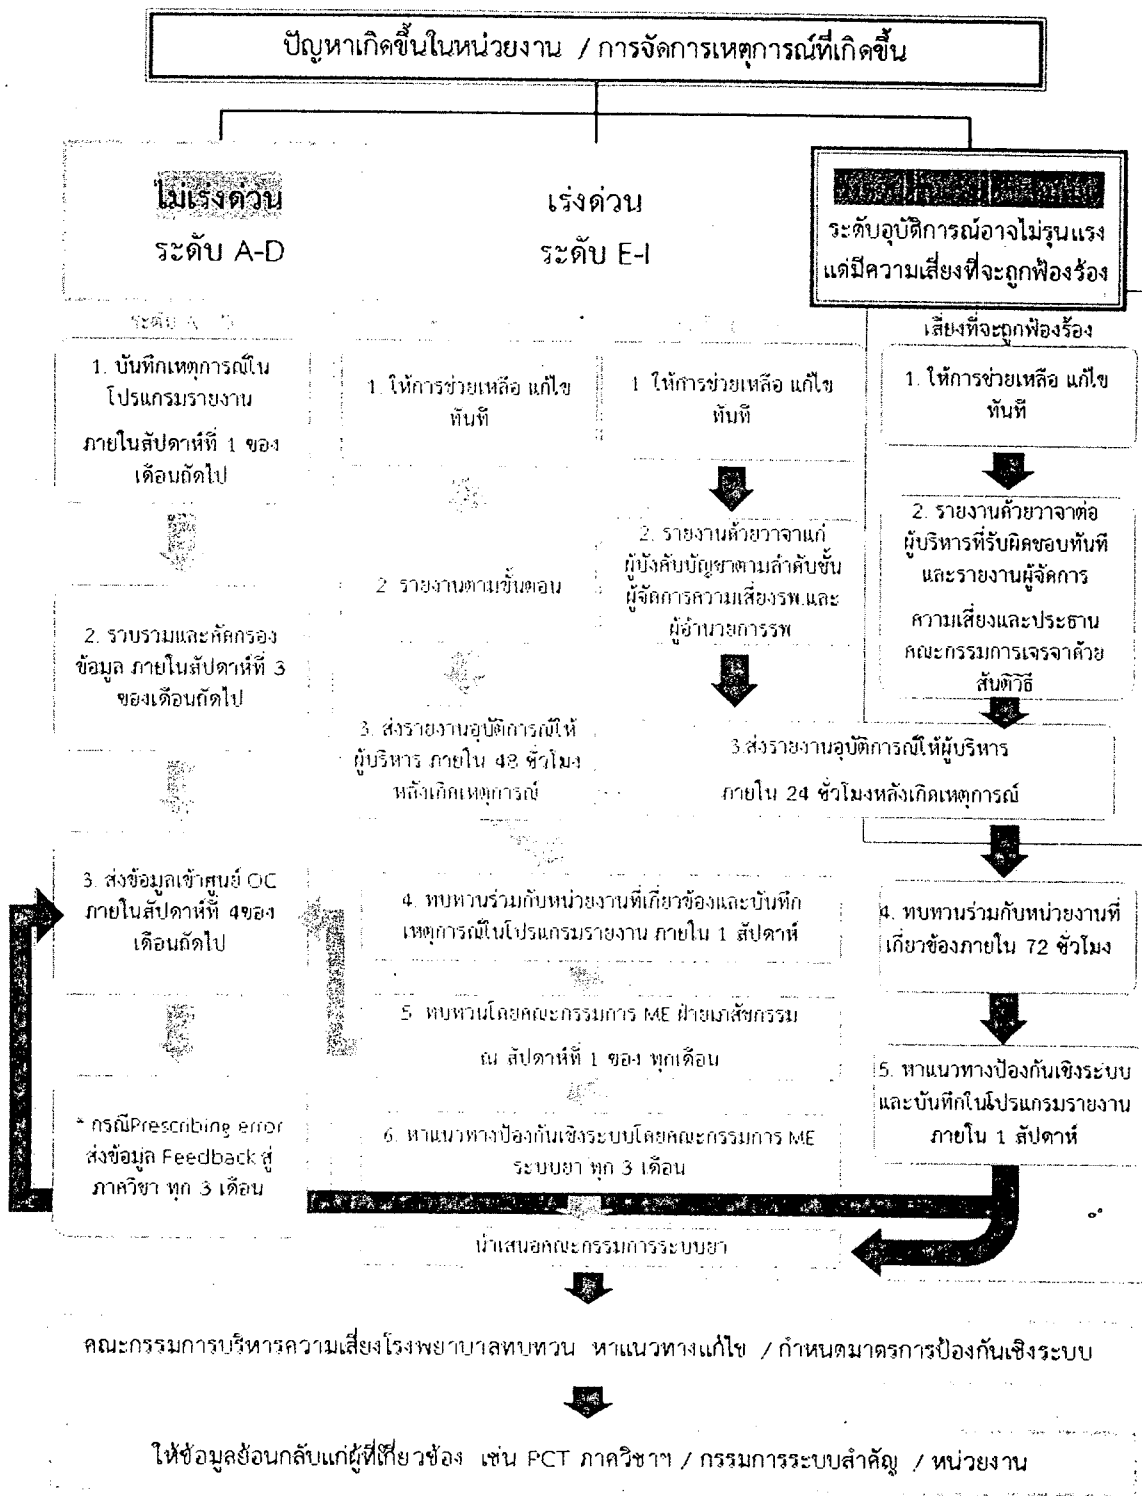 ปัญหาเกิดขึ้นในหน่วยงาน / การจัดการเหตุการณ์ที่เกิดขึ้น
ไม่เร่งด่วน
ระดับ A-D
เร่งด่วน
ระดับ E-I
ระดับอุบัติการณ์อาจไม่รุนแรง
แต่มีความเสี่ยงที่จะถูกฟ้องร้อง
ระดับ A
1. บันทึกเหตุการณ์ใน
โปรแกรมรายงาน
ภายในสัปดาห์ที่ 1 ของ
เดือนถัดไป
2. รวบรวมและคัดกรอง
ข้อมูล ภายในสัปดาห์ที่ 3
ของเดือนถัดไป
3. ส่งข้อมูลเข้าศูนย์ OC
ภายในสัปดาห์ที่ 4ของ
เดือนถัดไป
* กรณีPrescribing error
ส่งข้อมูล Feedback สู่
ภาควิชา ทุก 3 เดือน
1. ให้การช่วยเหลือ แก้ไข
ทันที
2 รายงานตามขั้นตอน
3. ส่งรายงานอุบัติการณ์ให้
ผู้บริหาร ภายใน 48 ชั่วโมง
หลังเกิดเหตุการณ์
4. ทบทวนร่วมกับหน่วยงานที่เกี่ยวข้องและบันทึก
เหตุการณ์ในโปรแกรมรายงาน ภายใน 1 สัปดาห์
5. ทบทวนโดยคณะกรรมการ ME ฝ่ายเภสัชกรรม
ณ สัปดาห์ที่ 1 ของ ทุกเดือน
6. หาแนวทางป้องกันเชิงระบบโดยคณะกรรมการ ME
ระบบยา ทุก 3 เดือน
1 ให้การช่วยเหลือ แก้ไข
ทันที
2. รายงานด้วยวาจาแก่
ผู้บังคับบัญชาตามลำดับชั้น
ผู้จัดการความเสี่ยงรพ.และ
ผู้อำนวยการรพ
เสี่ยงที่จะถูกฟ้องร้อง
1. ให้การช่วยเหลือ แก้ไข
ทันที
2. รายงานด้วยวาจาต่อ
ผู้บริหารที่รับผิดชอบทันที
และรายงานผู้จัดการ
ความเสี่ยงและประธาน
คณะกรรมการเจรจาด้วย
สันติวิธี
3.ส่งรายงานอุบัติการณ์ให้ผู้บริหาร
ภายใน 24 ชั่วโมงหลังเกิดเหตุการณ์
4. ทบทวนร่วมกับหน่วยงานที่
เกี่ยวข้องภายใน 72 ชั่วโมง
5. หาแนวทางป้องกันเชิงระบบ
และบันทึกในโปรแกรมรายงาน
ภายใน 1 สัปดาห์
นำเสนอคณะกรรมการระบบยา
คณะกรรมการบริหารความเสี่ยงโรงพยาบาลทบทวน หาแนวทางแก้ไข / กำหนดมาตรการป้องกันเชิงระบบ
ให้ข้อมูลย้อนกลับแก่ผู้ที่เกี่ยวข้อง เช่น PCT ภาควิชาฯ / กรรมการระบบสำคัญ / หน่วยงาน